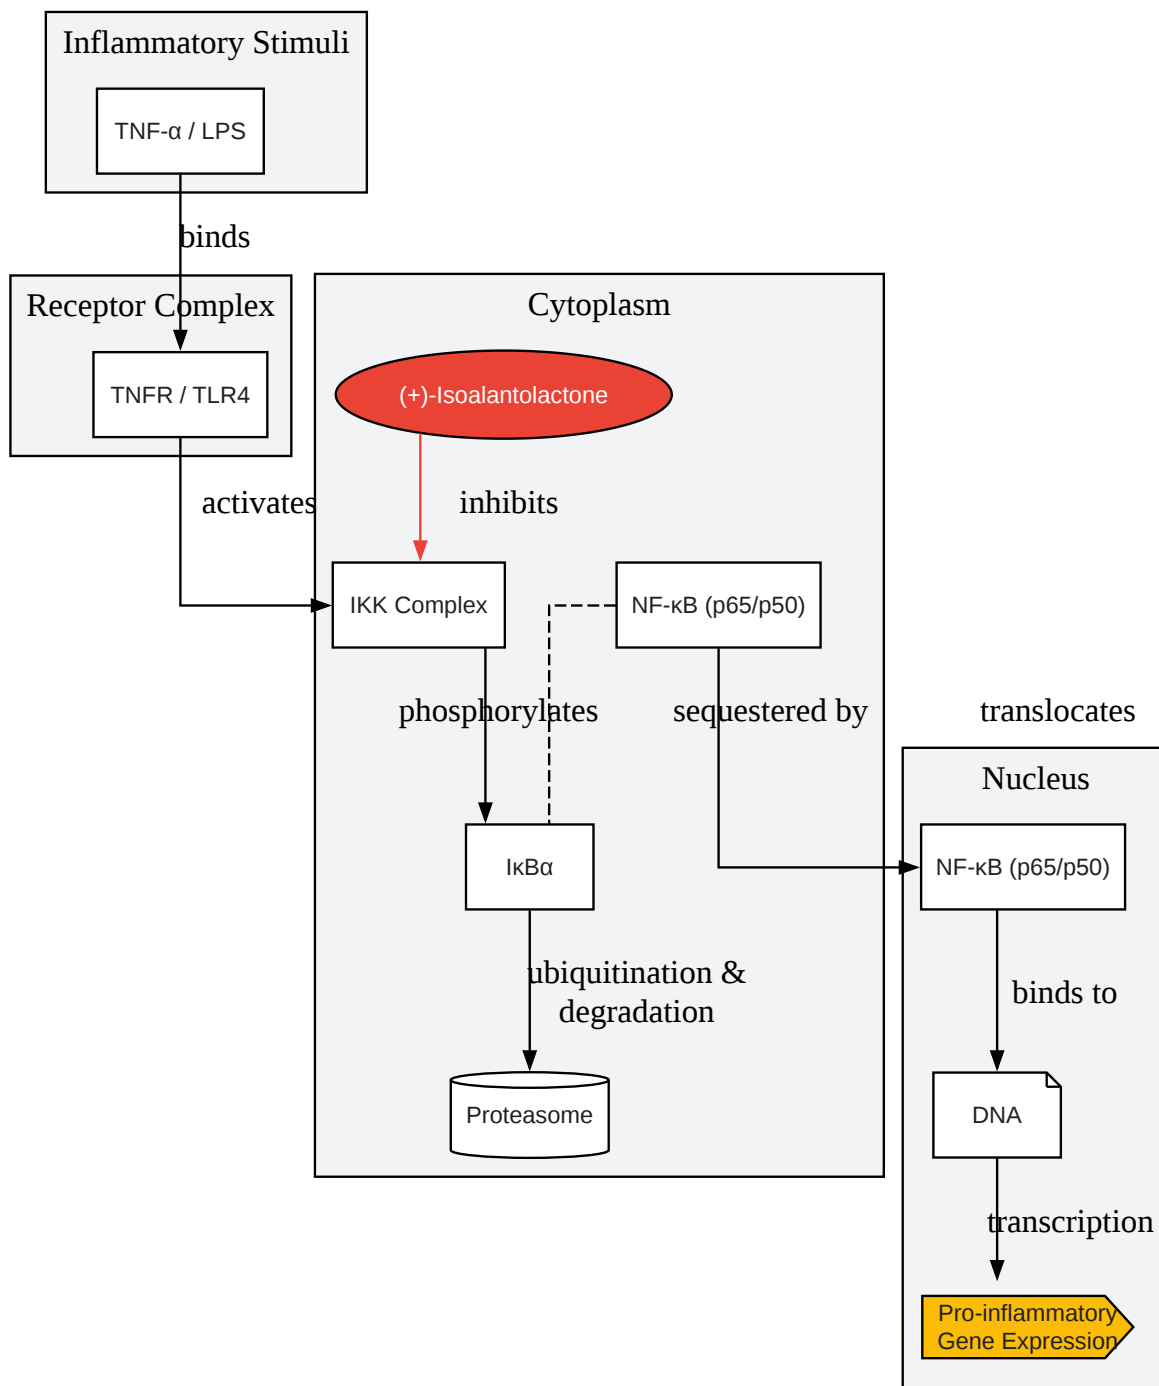 Inflammatory Stimuli
TNF-α / LPS
binds
Receptor Complex
TNFR / TLR4
activates
Cytoplasm
(+)-Isoalantolactone
inhibits
IKK Complex
NF-κB (p65/p50)
phosphorylates
sequestered by
translocates
IκBα
ubiquitination &
degradation
Proteasome
Nucleus
NF-κB (p65/p50)
binds to
DNA
transcription
Pro-inflammatory
Gene Expression